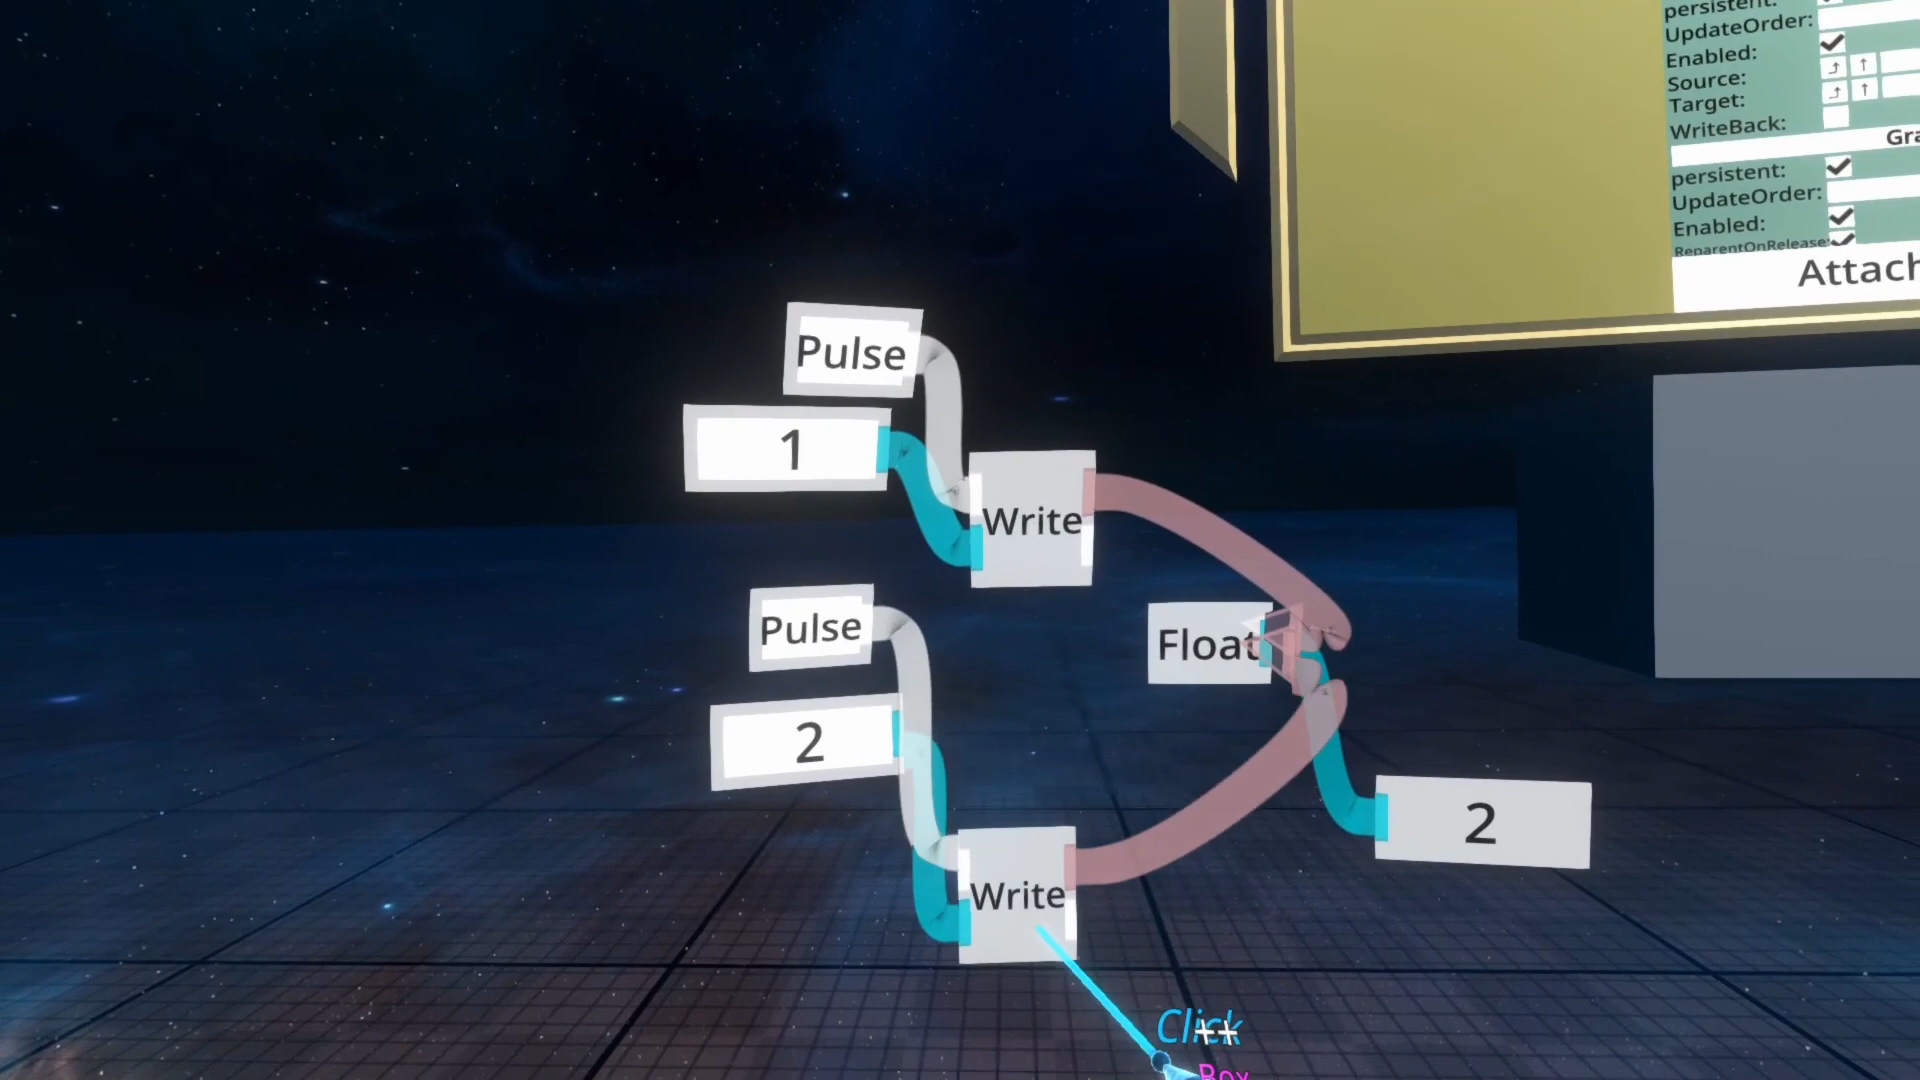 persistent:
UpdateOrder:
Enabled:
Source:
Target:
WriteBack:
Gra
persistent:
UpdateOrder:
Enabled:
ReparentOnRelease:
Attach
Pulse
1
Write
Pulse
Float
2
2
Write
Click
++
Box